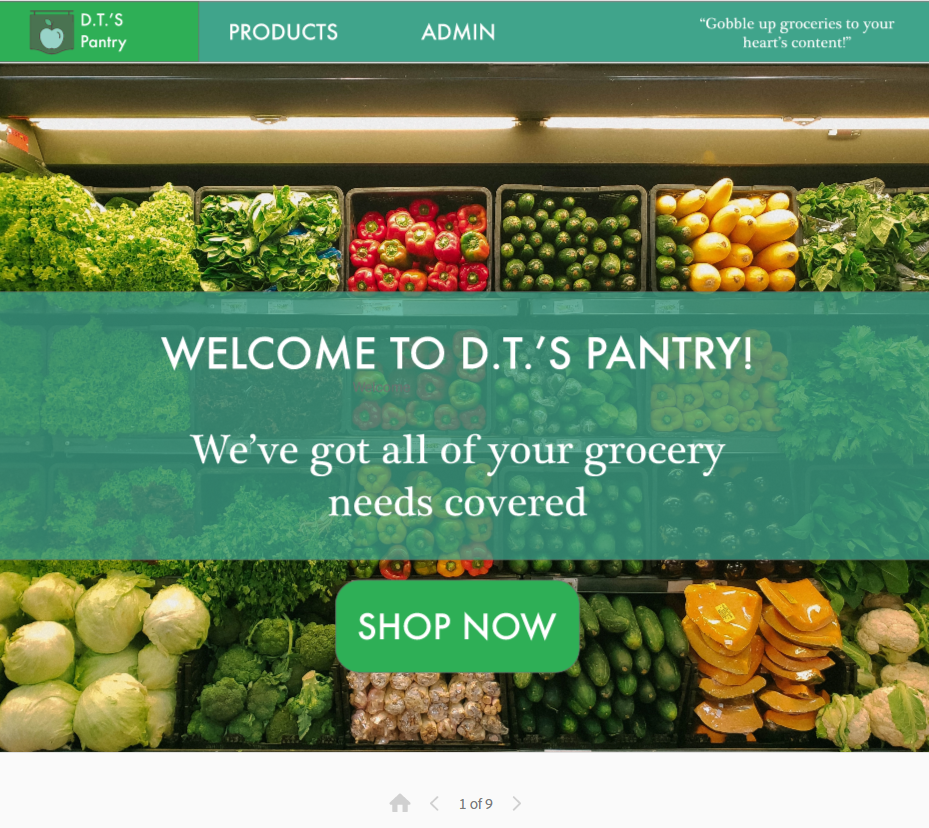 D.T.’S
Pantry
PRODUCTS
ADMIN
“Gobble up groceries to your
heart’s content!”
WELCOME TO D.T.’S PANTRY!
We’ve got all of your grocery
needs covered
SHOP NOW
1 of 9